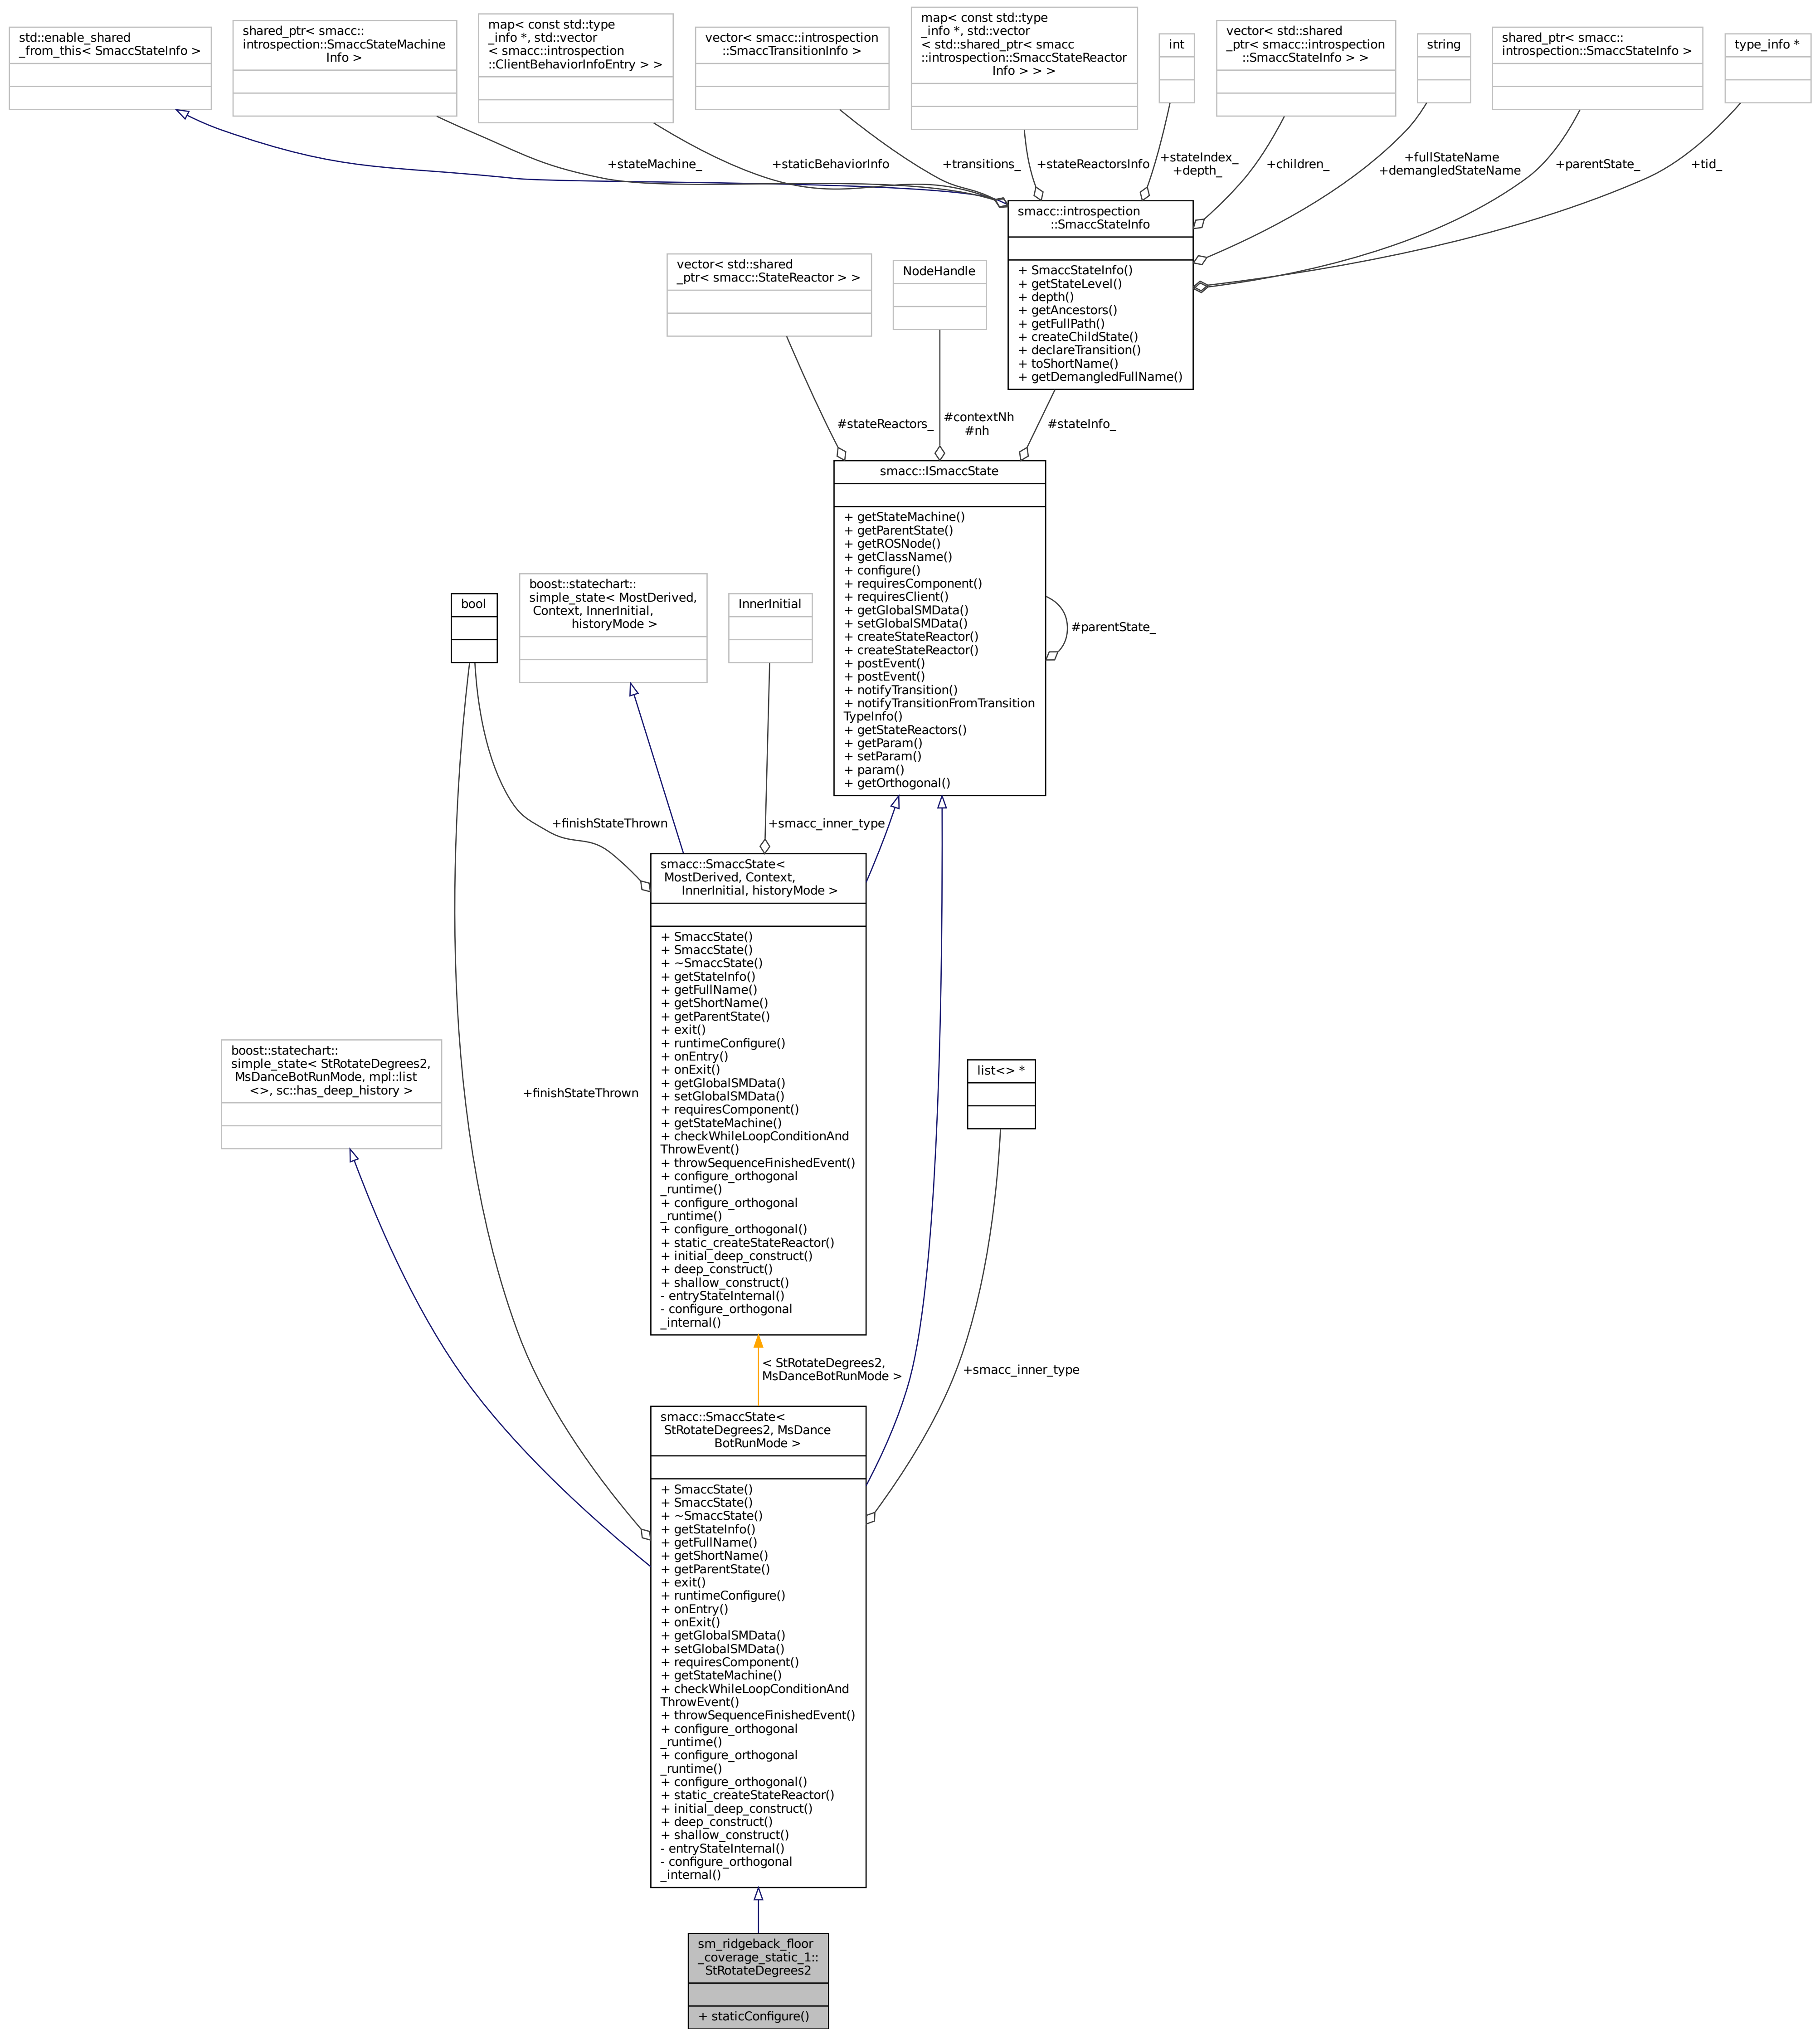 std::enable_shared
_from_this< SmaccStateInfo >
shared_ptr< smacc::
introspection::SmaccStateMachine
Info >
map< const std::type
_info *, std::vector
< smacc::introspection
::ClientBehaviorInfoEntry > >
vector< smacc::introspection
::SmaccTransitionInfo >
map< const std::type
_info *, std::vector
< std::shared_ptr< smacc
::introspection::SmaccStateReactor
Info > > >
int
vector< std::shared
_ptr< smacc::introspection
::SmaccStateInfo > >
string
shared_ptr< smacc::
introspection::SmaccStateInfo >
type_info *
+stateMachine_
+staticBehaviorInfo
+transitions_
+stateReactorsInfo
+stateIndex_
+depth_
+children_
+fullStateName
+demangledStateName
+parentState_
+tid_
smacc::introspection
::SmaccStateInfo
+ SmaccStateInfo()
+ getStateLevel()
+ depth()
+ getAncestors()
+ getFullPath()
+ createChildState()
+ declareTransition()
+ toShortName()
+ getDemangledFullName()
vector< std::shared
_ptr< smacc::StateReactor > >
NodeHandle
#stateReactors_
#contextNh
#nh
#stateInfo_
smacc::ISmaccState
+ getStateMachine()
+ getParentState()
+ getROSNode()
+ getClassName()
+ configure()
+ requiresComponent()
+ requiresClient()
+ getGlobalSMData()
+ setGlobalSMData()
+ createStateReactor()
+ createStateReactor()
+ postEvent()
+ postEvent()
+ notifyTransition()
+ notifyTransitionFromTransition
TypeInfo()
+ getStateReactors()
+ getParam()
+ setParam()
+ param()
+ getOrthogonal()
#parentState_
bool
boost::statechart::
simple_state< MostDerived,
Context, InnerInitial,
historyMode >
InnerInitial
+finishStateThrown
+smacc_inner_type
smacc::SmaccState<
MostDerived, Context,
InnerInitial, historyMode >
+ SmaccState()
+ SmaccState()
+ ~SmaccState()
+ getStateInfo()
+ getFullName()
+ getShortName()
+ getParentState()
+ exit()
+ runtimeConfigure()
+ onEntry()
+ onExit()
+ getGlobalSMData()
+ setGlobalSMData()
+ requiresComponent()
+ getStateMachine()
+ checkWhileLoopConditionAnd
ThrowEvent()
+ throwSequenceFinishedEvent()
+ configure_orthogonal
_runtime()
+ configure_orthogonal
_runtime()
+ configure_orthogonal()
+ static_createStateReactor()
+ initial_deep_construct()
+ deep_construct()
+ shallow_construct()
- entryStateInternal()
- configure_orthogonal
_internal()
boost::statechart::
simple_state< StRotateDegrees2,
MsDanceBotRunMode, mpl::list
<>, sc::has_deep_history >
+finishStateThrown
list<> *
< StRotateDegrees2,
MsDanceBotRunMode >
+smacc_inner_type
smacc::SmaccState<
StRotateDegrees2, MsDance
BotRunMode >
+ SmaccState()
+ SmaccState()
+ ~SmaccState()
+ getStateInfo()
+ getFullName()
+ getShortName()
+ getParentState()
+ exit()
+ runtimeConfigure()
+ onEntry()
+ onExit()
+ getGlobalSMData()
+ setGlobalSMData()
+ requiresComponent()
+ getStateMachine()
+ checkWhileLoopConditionAnd
ThrowEvent()
+ throwSequenceFinishedEvent()
+ configure_orthogonal
_runtime()
+ configure_orthogonal
_runtime()
+ configure_orthogonal()
+ static_createStateReactor()
+ initial_deep_construct()
+ deep_construct()
+ shallow_construct()
- entryStateInternal()
- configure_orthogonal
_internal()
sm_ridgeback_floor
_coverage_static_1::
StRotateDegrees2
+ staticConfigure()